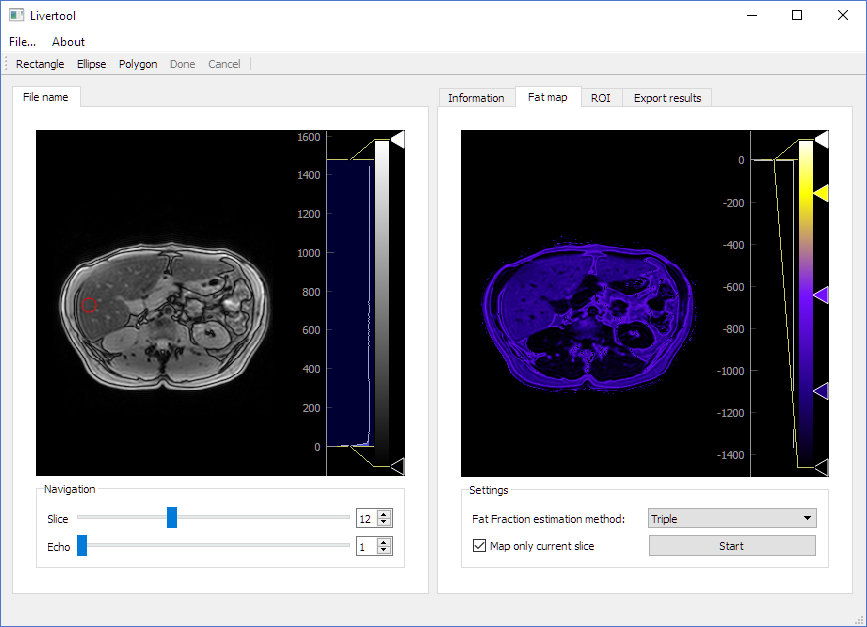 Livertool
File... About
Rectangle Ellipse Polygon Done Cancel
File name
1600
1400
1200
1000
800
600
400
200
0
Navigation
Slice 12
Echo 1
Information Fat map ROI Export results
0
-200
-400
-600
-800
-1000
-1200
-1400
Settings
Fat Fraction estimation method: Triple
Map only current slice Start